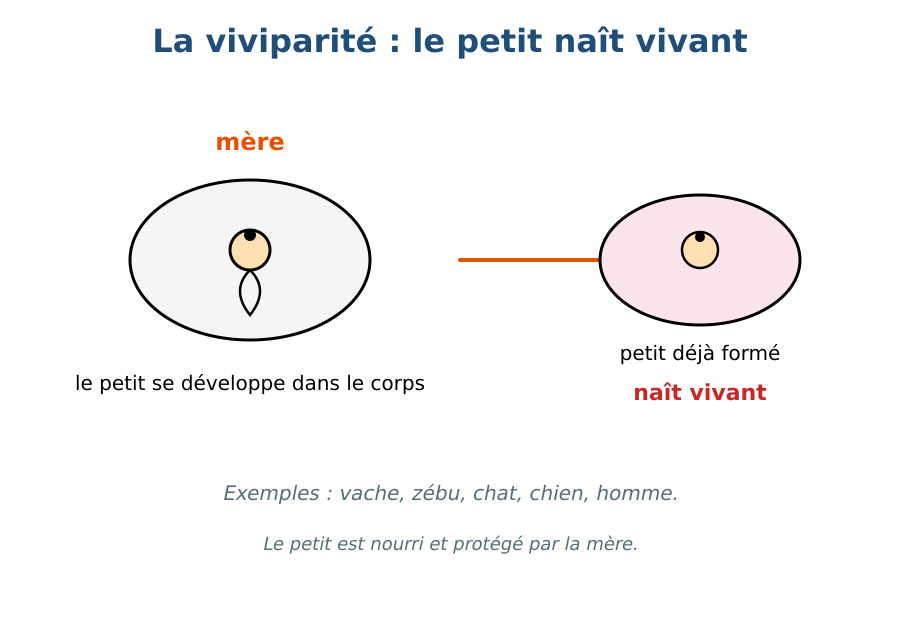 La viviparité : le petit naît vivant
mère
le petit se développe dans le corps
petit déjà formé
naît vivant
Exemples : vache, zébu, chat, chien, homme.
Le petit est nourri et protégé par la mère.